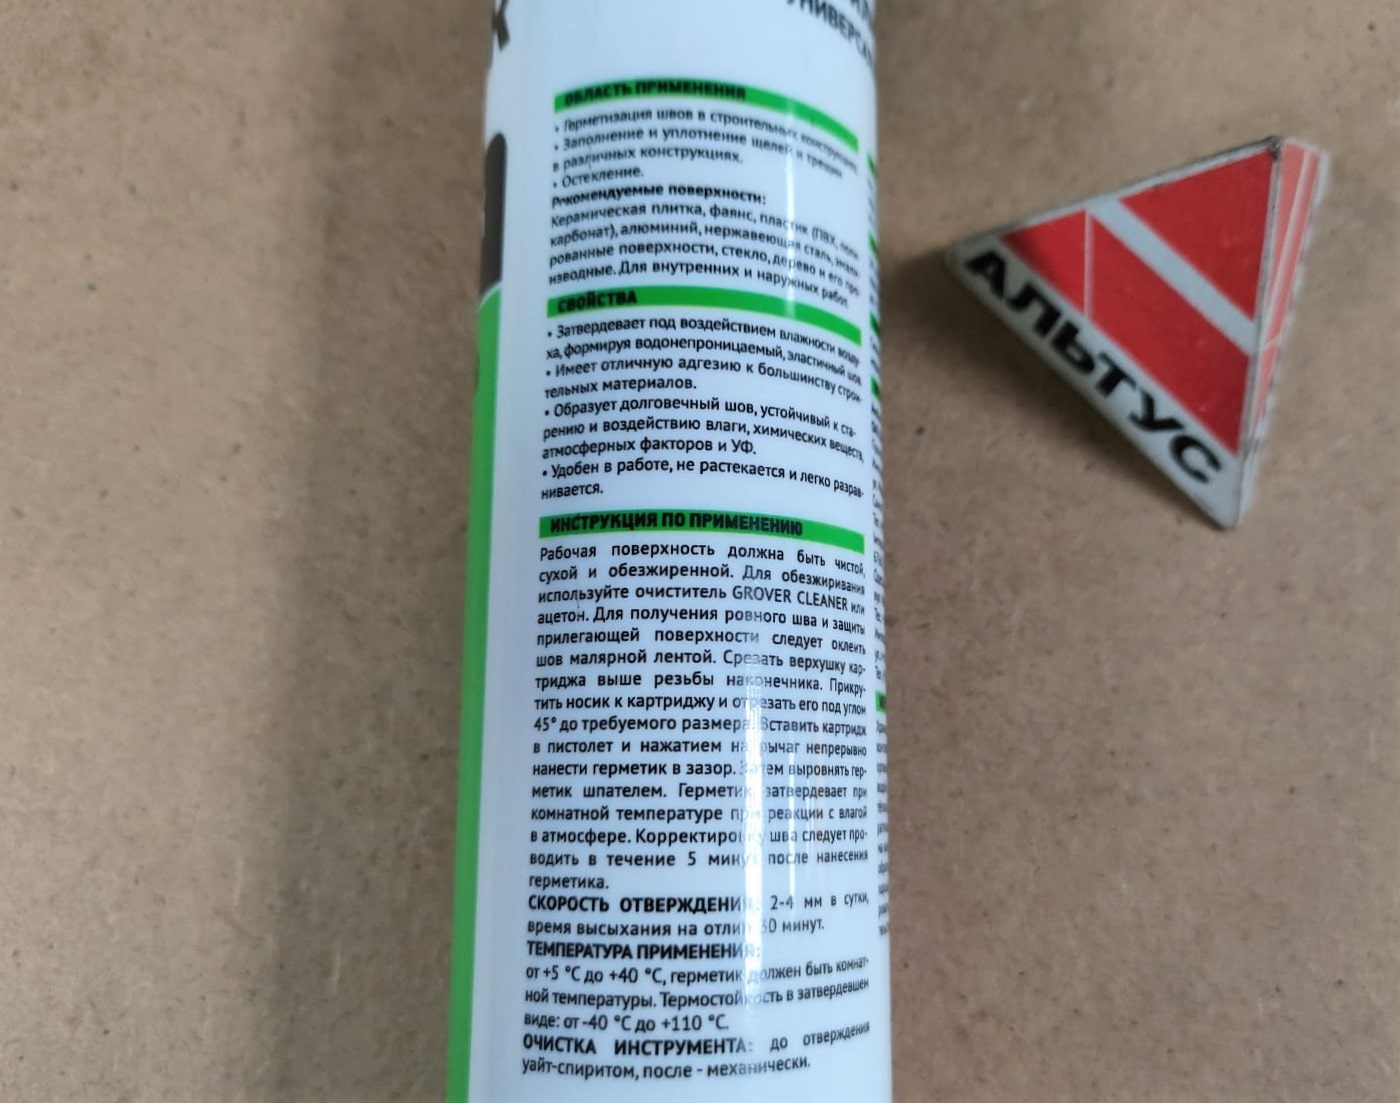 УНИВЕРСА
ОБЛАСТЬ ПРИМЕНЕНИЯ
• Герметизация швов в строительных конструкциях
• Заполнение и уплотнение щелей и трещин
в различных конструкциях.
• Остекление.
Рекомендуемые поверхности:
Керамическая плитка, фаянс, пластик (ПВХ, поли-
карбонат), алюминий, нержавеющая сталь, эмали-
рованные поверхности, стекло, дерево и его про-
изводные. Для внутренних и наружных работ.
СВОЙСТВА
• Затвердевает под воздействием влажности возду-
ха, формируя водонепроницаемый, эластичный шов.
• Имеет отличную адгезию к большинству строи-
тельных материалов.
• Образует долговечный шов, устойчивый к ста-
рению и воздействию влаги, химических веществ,
атмосферных факторов и УФ.
• Удобен в работе, не растекается и легко разрав-
нивается.
ИНСТРУКЦИЯ ПО ПРИМЕНЕНИЮ
Рабочая поверхность должна быть чистой,
сухой и обезжиренной. Для обезжиривания
используйте очиститель GROVER CLEANER или
ацетон. Для получения ровного шва и защиты
прилегающей поверхности следует оклеить
шов малярной лентой. Срезать верхушку кар-
триджа выше резьбы наконечника. Прикру-
тить носик к картриджу и отрезать его под углом
45° до требуемого размера. Вставить картридж
в пистолет и нажатием на рычаг непрерывно
нанести герметик в зазор. Затем выровнять гер-
метик шпателем. Герметик затвердевает при
комнатной температуре при реакции с влагой
в атмосфере. Корректировку шва следует про-
водить в течение 5 минут после нанесения
герметика.
СКОРОСТЬ ОТВЕРЖДЕНИЯ: 2-4 мм в сутки,
время высыхания на отлип 30 минут.
ТЕМПЕРАТУРА ПРИМЕНЕНИЯ:
от +5 °C до +40 °C, герметик должен быть комнат-
ной температуры. Термостойкость в затвердевшем
виде: от -40 °C до +110 °C.
ОЧИСТКА ИНСТРУМЕНТА: до отверждения
уайт-спиритом, после - механически.
АЛЬТУС